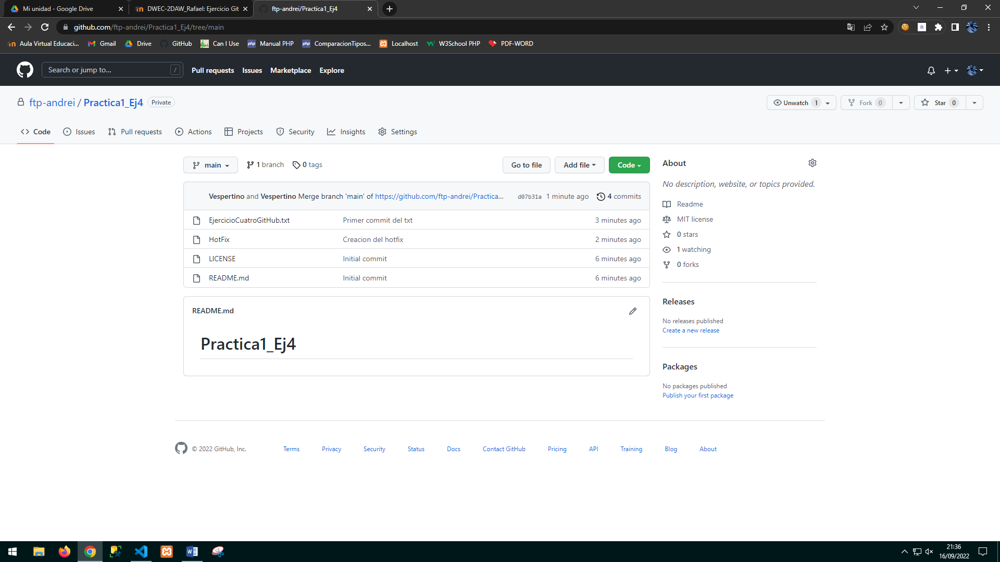 Mi unidad - Google Drive
DWEC-2DAW_Rafael: Ejercicio Git
ftp-andrei/Practica1_Ej4
github.com/ftp-andrei/Practica1_Ej4/tree/main
Aula Virtual Educaci... Gmail Drive GitHub Can I Use php Manual PHP php ComparacionTipos... Localhost W3School PHP PDF-WORD
Search or jump to... / Pull requests Issues Marketplace Explore
ftp-andrei / Practica1_Ej4 Private Unwatch 1 Fork 0 Star 0
Code Issues Pull requests Actions Projects Security Insights Settings
main 1 branch 0 tags Go to file Add file Code
Vespertino and Vespertino Merge branch 'main' of https://github.com/ftp-andrei/Practica... d07b31a 1 minute ago 4 commits
EjercicioCuatroGitHub.txt Primer commit del txt 3 minutes ago
HotFix Creacion del hotfix 2 minutes ago
LICENSE Initial commit 6 minutes ago
README.md Initial commit 6 minutes ago
README.md
Practica1_Ej4
About
No description, website, or topics provided.
Readme
MIT license
0 stars
1 watching
0 forks
Releases
No releases published
Create a new release
Packages
No packages published
Publish your first package
© 2022 GitHub, Inc. Terms Privacy Security Status Docs Contact GitHub Pricing API Training Blog About
21:36
16/09/2022